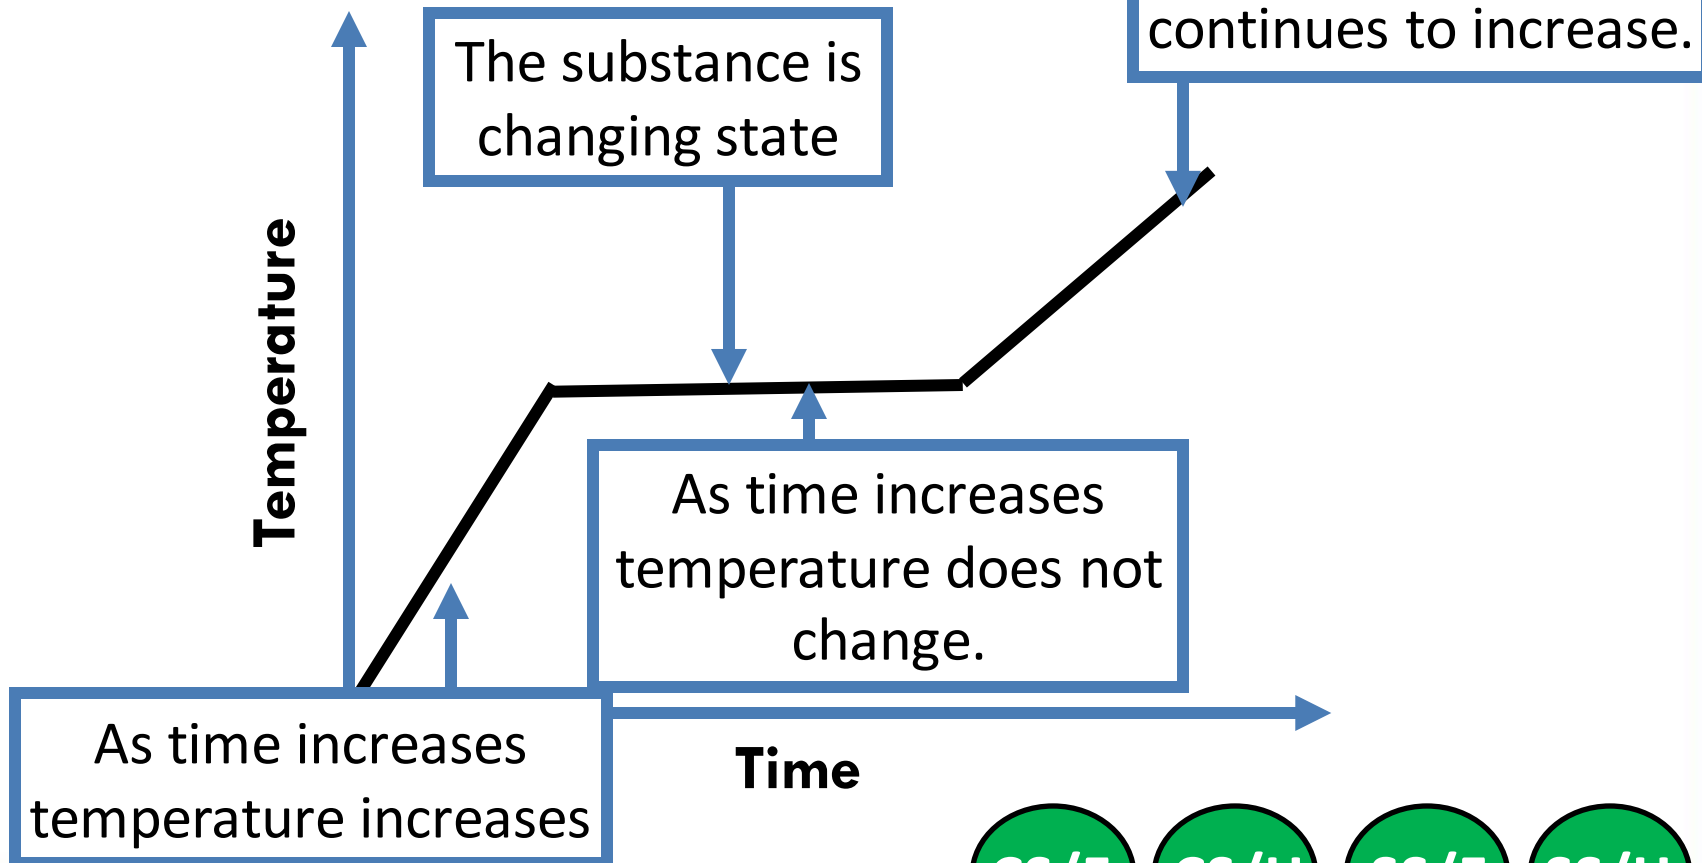 continues to increase.
The substance is
changing state
Temperature
As time increases
temperature does not
change.
As time increases
temperature increases
Time